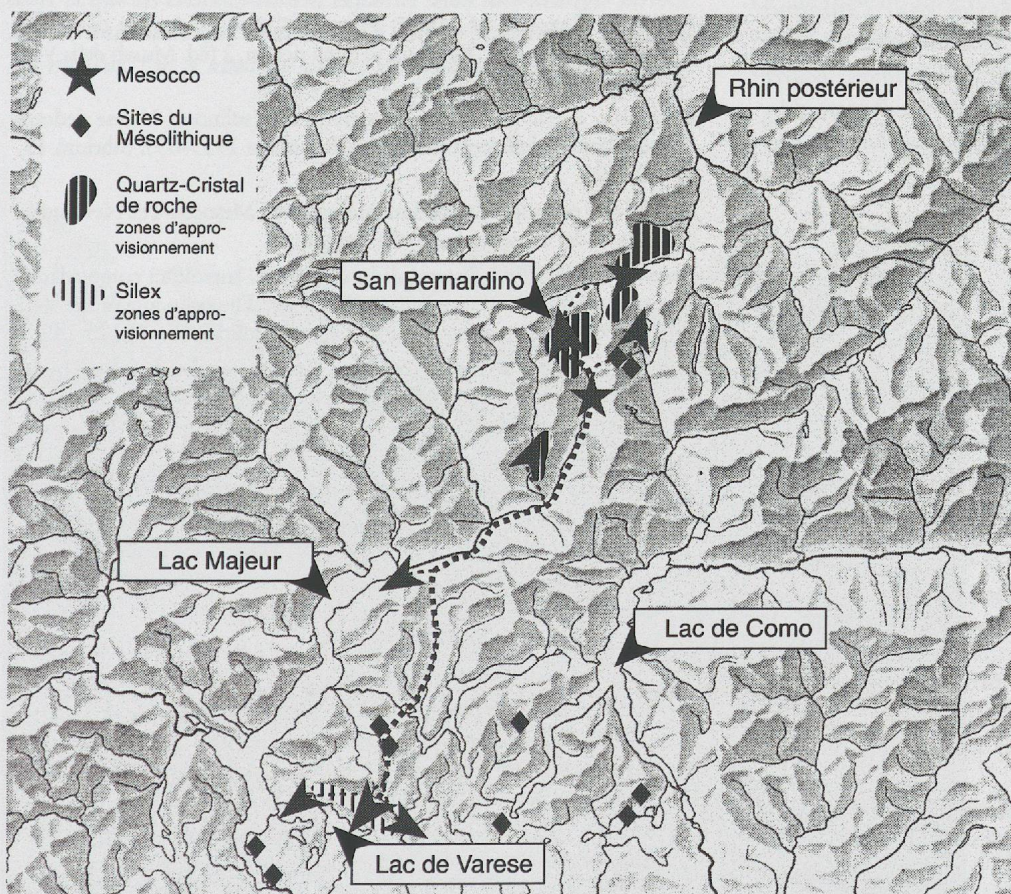 Mesocco
Sites du
Mésolithique
Quartz-Cristal
de roche
zones d'appro-
visionnement
Silex
zones d'appro-
visionnement
Rhin postérieur
San Bernardino
Lac Majeur
Lac de Como
Lac de Varese